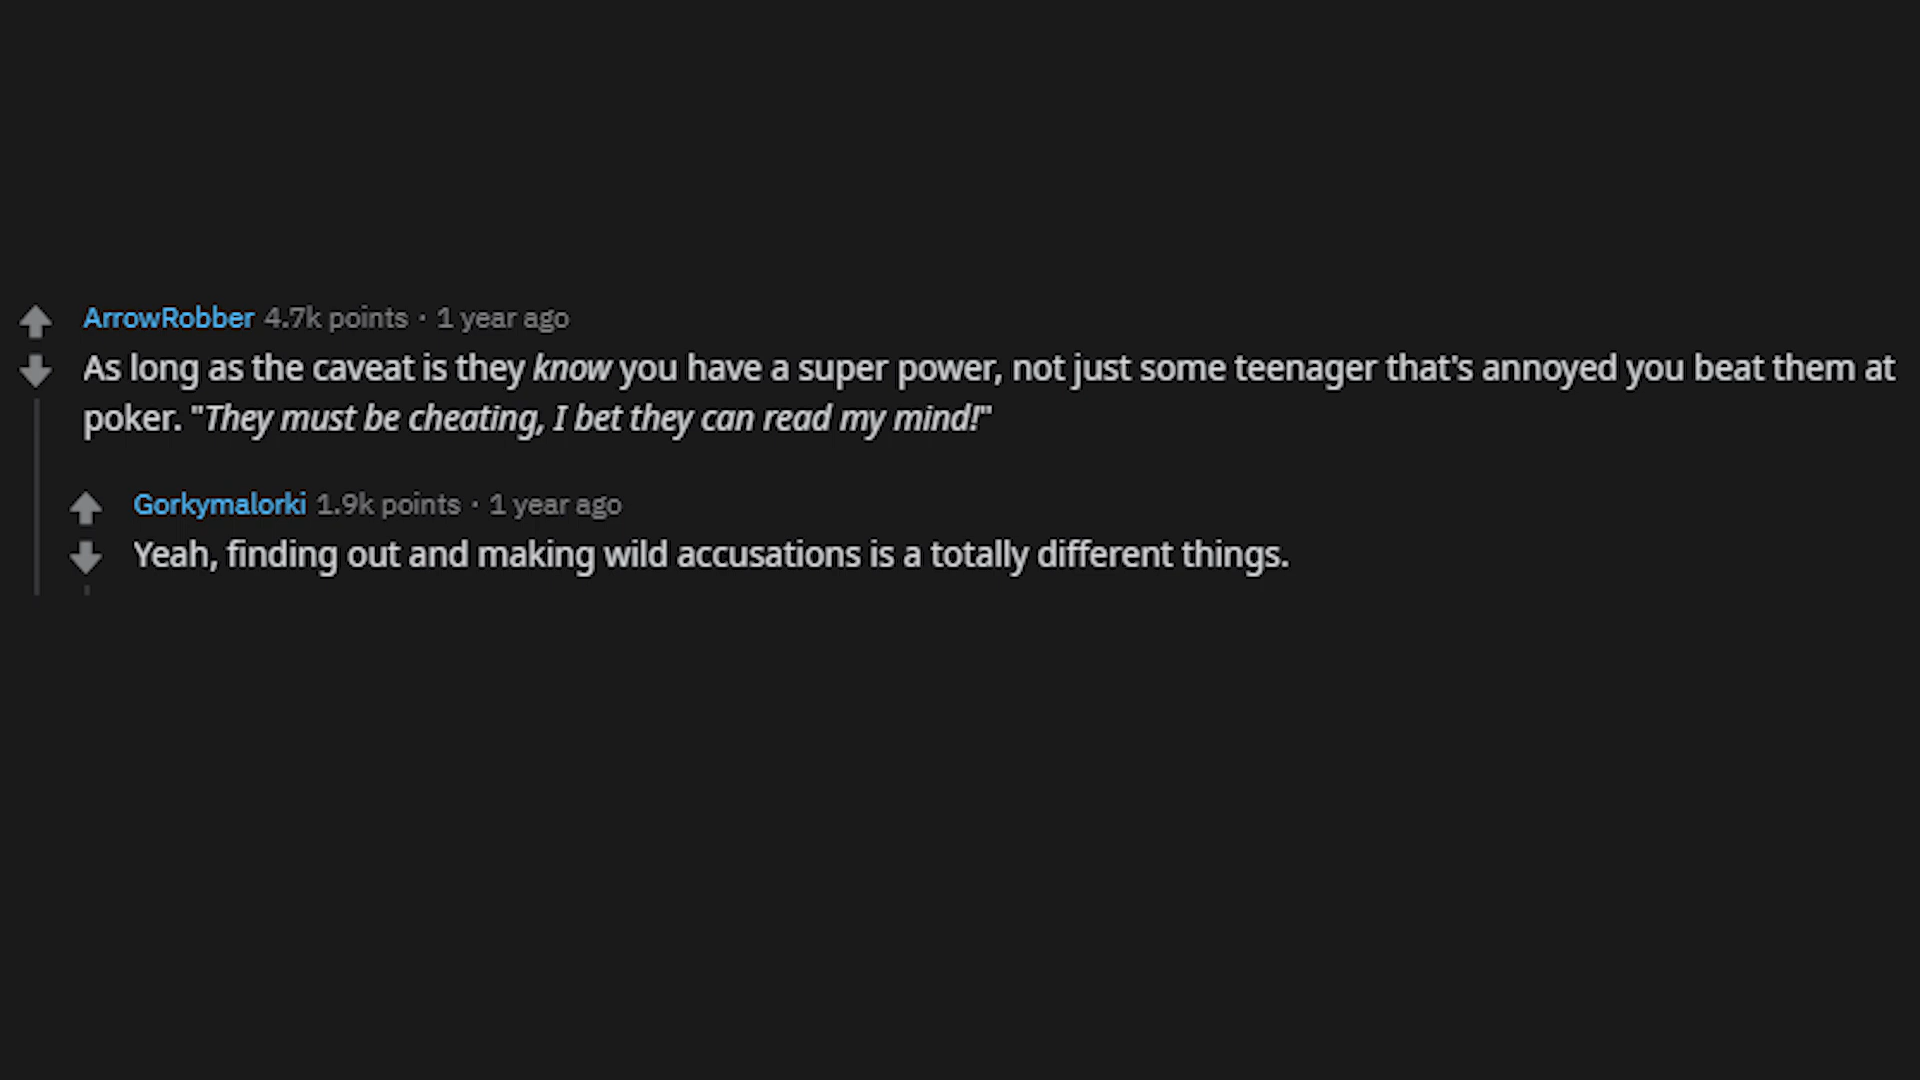 ArrowRobber 4.7k points · 1 year ago
As long as the caveat is they know you have a super power, not just some teenager that's annoyed you beat them at
poker. "They must be cheating, I bet they can read my mind!"
Gorkymalorki 1.9k points · 1 year ago
Yeah, finding out and making wild accusations is a totally different things.